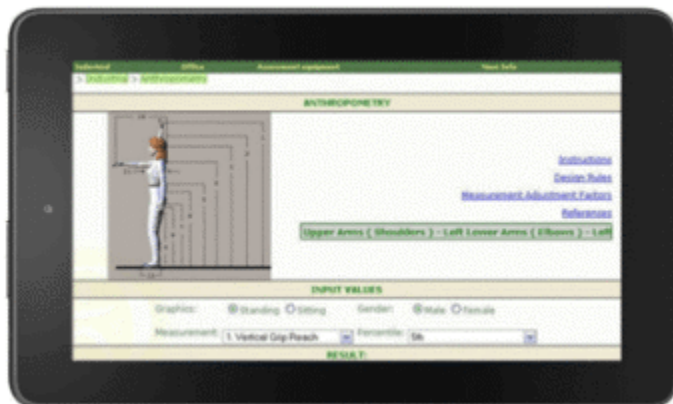 Industrial Office Assessment equipment
> Industrial > Anthropometry
ANTHROPOMETRY
Instructions
Design Rules
Measurement Adjustment Factors
References
Upper Arms ( Shoulders ) - Left Lower Arms ( Elbows ) - Left
INPUT VALUES
Graphics: Standing Sitting Gender: Male Female
Measurement: 1. Vertical Grip Reach Percentile: 5th
RESULT: